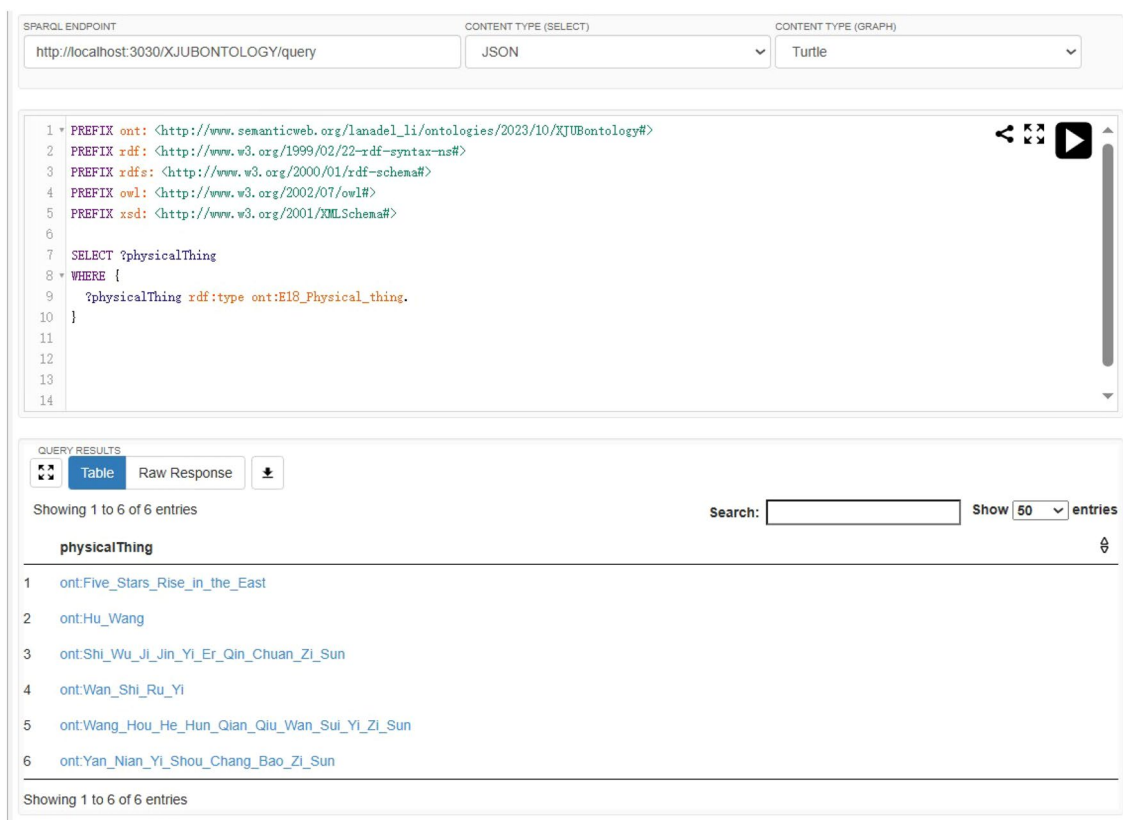 SPARQL ENDPOINT CONTENT TYPE (SELECT) CONTENT TYPE (GRAPH)
http://localhost:3030/XJUBONTOLOGY/query JSON Turtle
1 PREFIX ont: <http://www.semanticweb.org/lanadel_li/ontologies/2023/10/XJUBontology#>
2 PREFIX rdf: <http://www.w3.org/1999/02/22-rdf-syntax-ns#>
3 PREFIX rdfs: <http://www.w3.org/2000/01/rdf-schema#>
4 PREFIX owl: <http://www.w3.org/2002/07/owl#>
5 PREFIX xsd: <http://www.w3.org/2001/XMLSchema#>
6
7 SELECT ?physicalThing
8 WHERE {
9 ?physicalThing rdf:type ont:E18_Physical_thing.
10 }
11
12
13
14
QUERY RESULTS
Table Raw Response
Showing 1 to 6 of 6 entries Search: Show 50 entries
physicalThing
1 ont:Five_Stars_Rise_in_the_East
2 ont:Hu_Wang
3 ont:Shi_Wu_Ji_Jin_Yi_Er_Qin_Chuan_Zi_Sun
4 ont:Wan_Shi_Ru_Yi
5 ont:Wang_Hou_He_Hun_Qian_Qiu_Wan_Sui_Yi_Zi_Sun
6 ont:Yan_Nian_Yi_Shou_Chang_Bao_Zi_Sun
Showing 1 to 6 of 6 entries